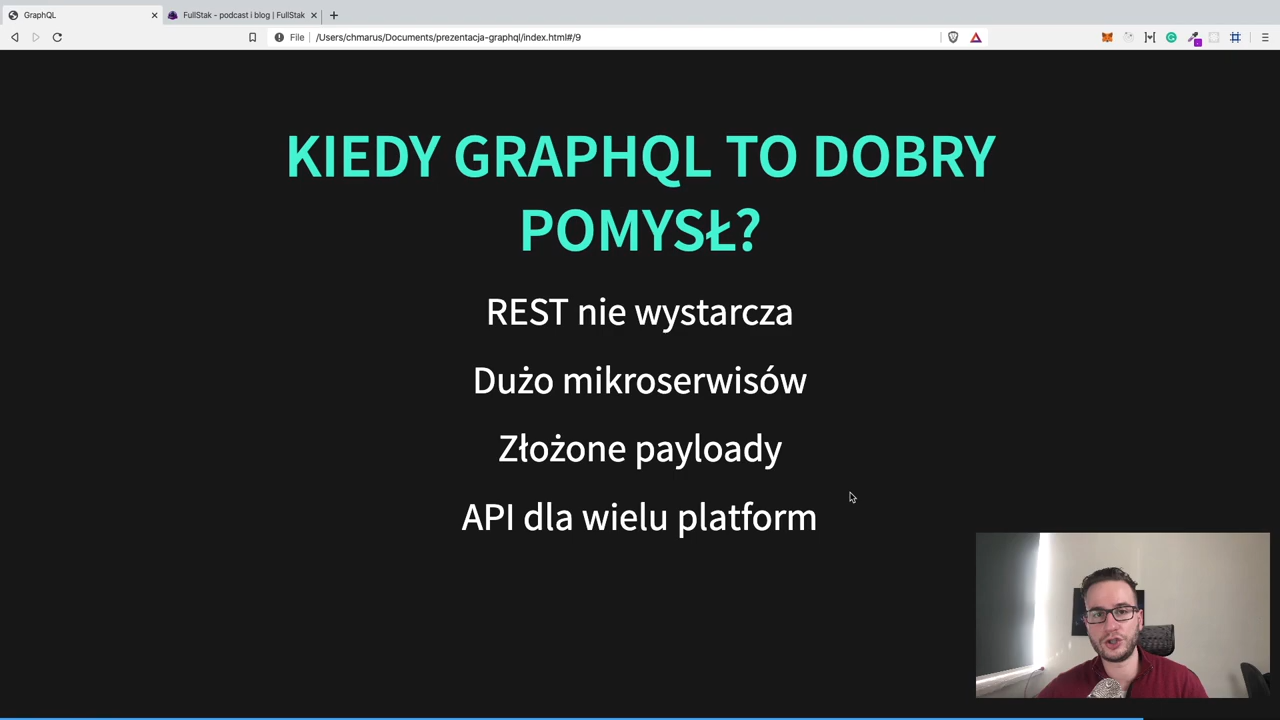 GraphQL
FullStak - podcast i blog | FullStak
File
/Users/chmarus/Documents/prezentacja-graphql/index.html#/9
KIEDY GRAPHQL TO DOBRY
POMYSŁ?
REST nie wystarcza
Dużo mikroserwisów
Złożone payloady
API dla wielu platform